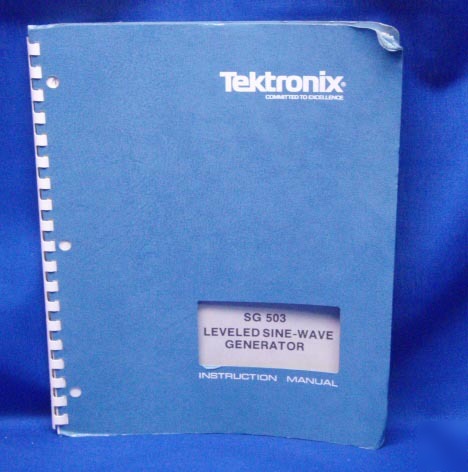 Tektronix®
COMMITTED TO EXCELLENCE
SG 503
LEVELED SINE-WAVE
GENERATOR
INSTRUCTION MANUAL